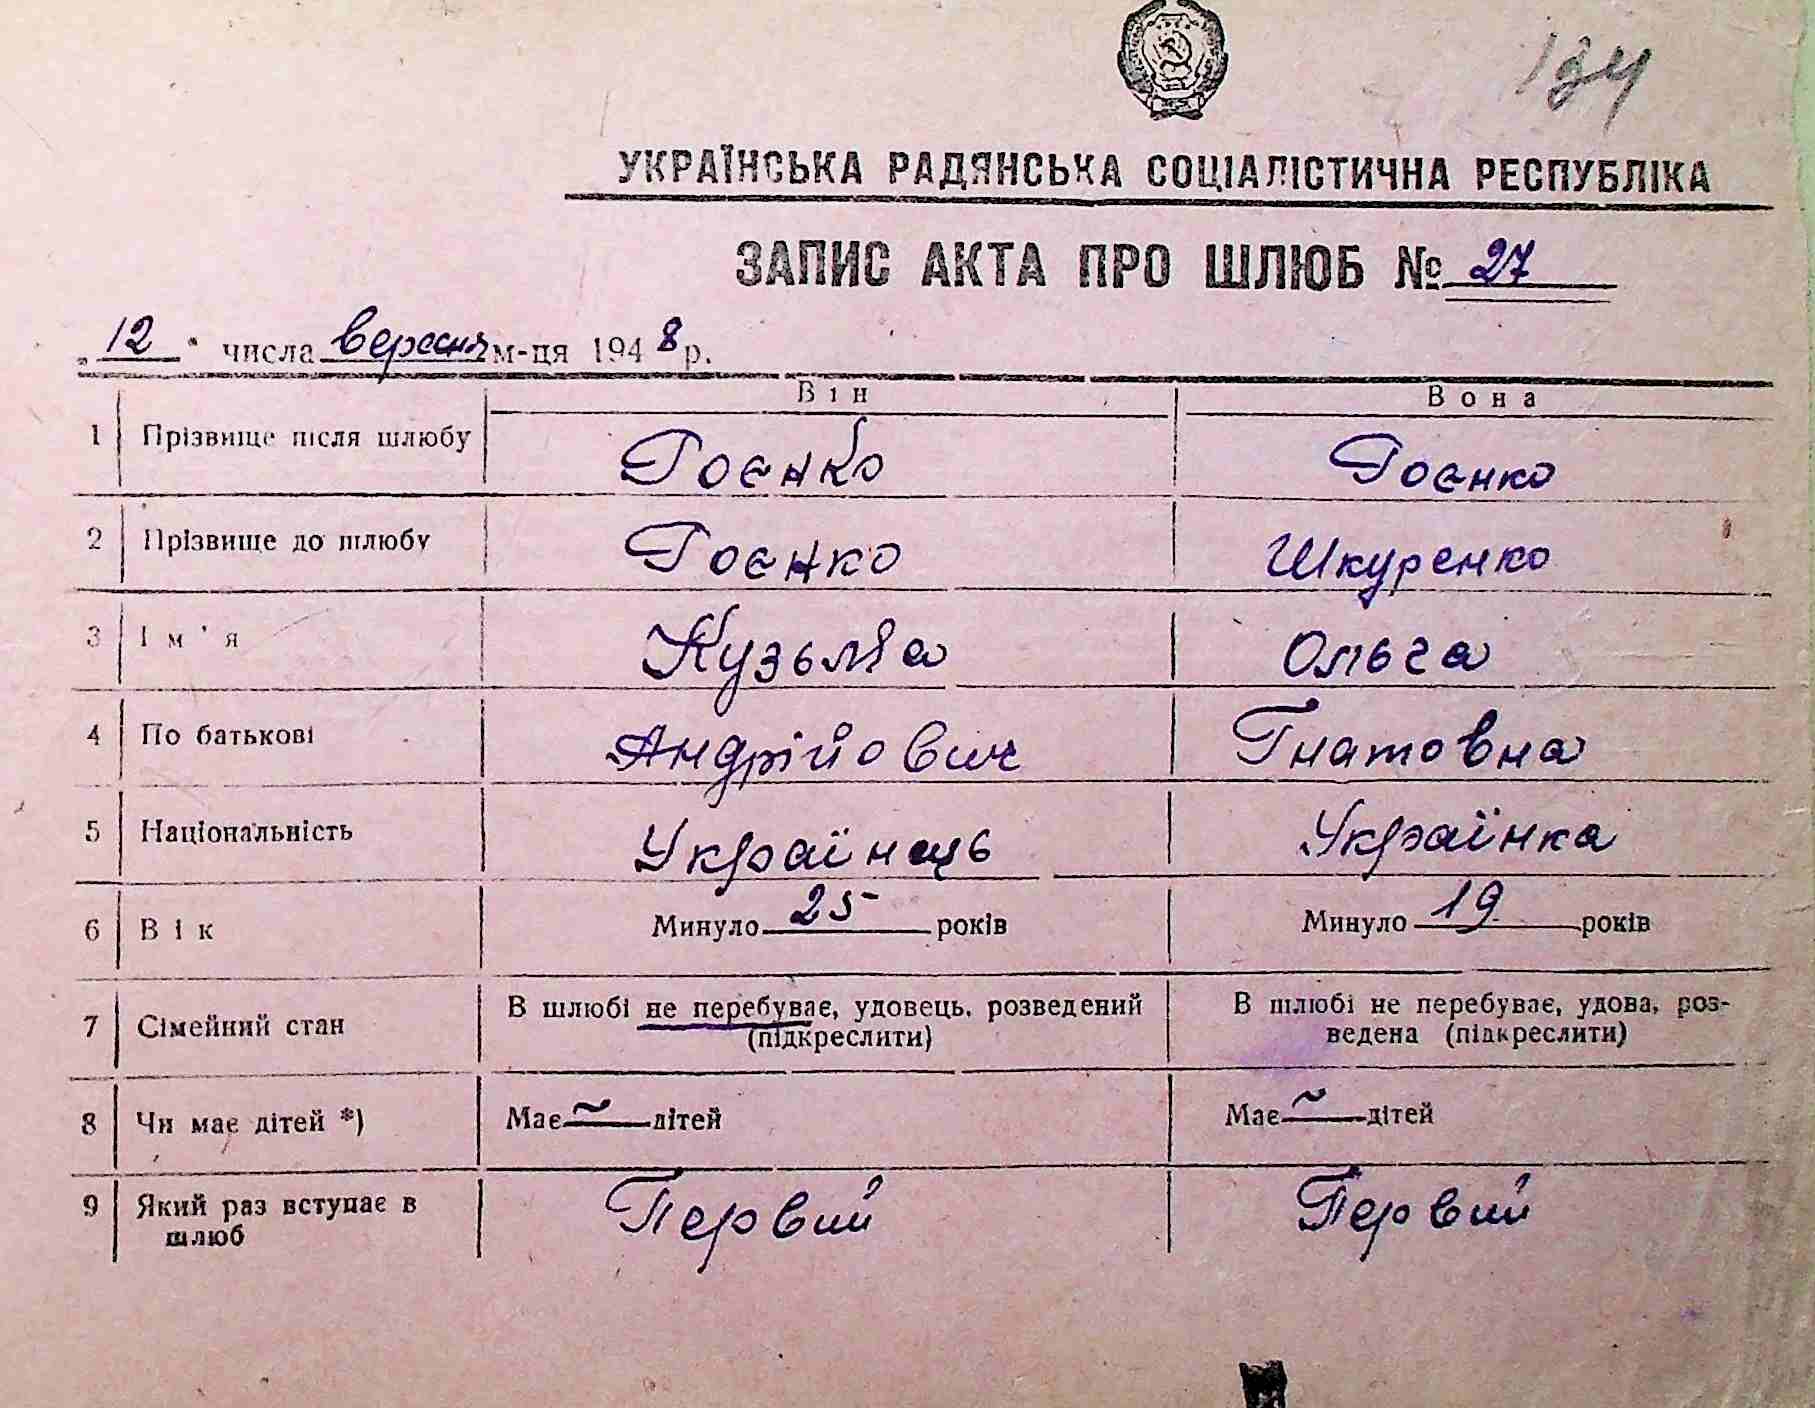 124
УКРАЇНСЬКА РАДЯНСЬКА СОЦІАЛІСТИЧНА РЕСПУБЛІКА
ЗАПИС АКТА ПРО ШЛЮБ № 27
„12" числа вересня м-ця 1948 р.
Він Вона
1 Прізвище після шлюбу Гоєнко Гоєнко
2 Прізвище до шлюбу Гоєнко Шкуренко
3 Ім'я Кузьма Ольга
4 По батькові Андрійович Гнатовна
5 Національність Українець Українка
6 Вік Минуло 25 років Минуло 19 років
7 Сімейний стан В шлюбі не перебуває, удовець, розведений (підкреслити) В шлюбі не перебуває, удова, роз-
ведена (підкреслити)
8 Чи має дітей *) Має ~ дітей Має ~ дітей
9 Який раз вступає в Первий Первий
шлюб